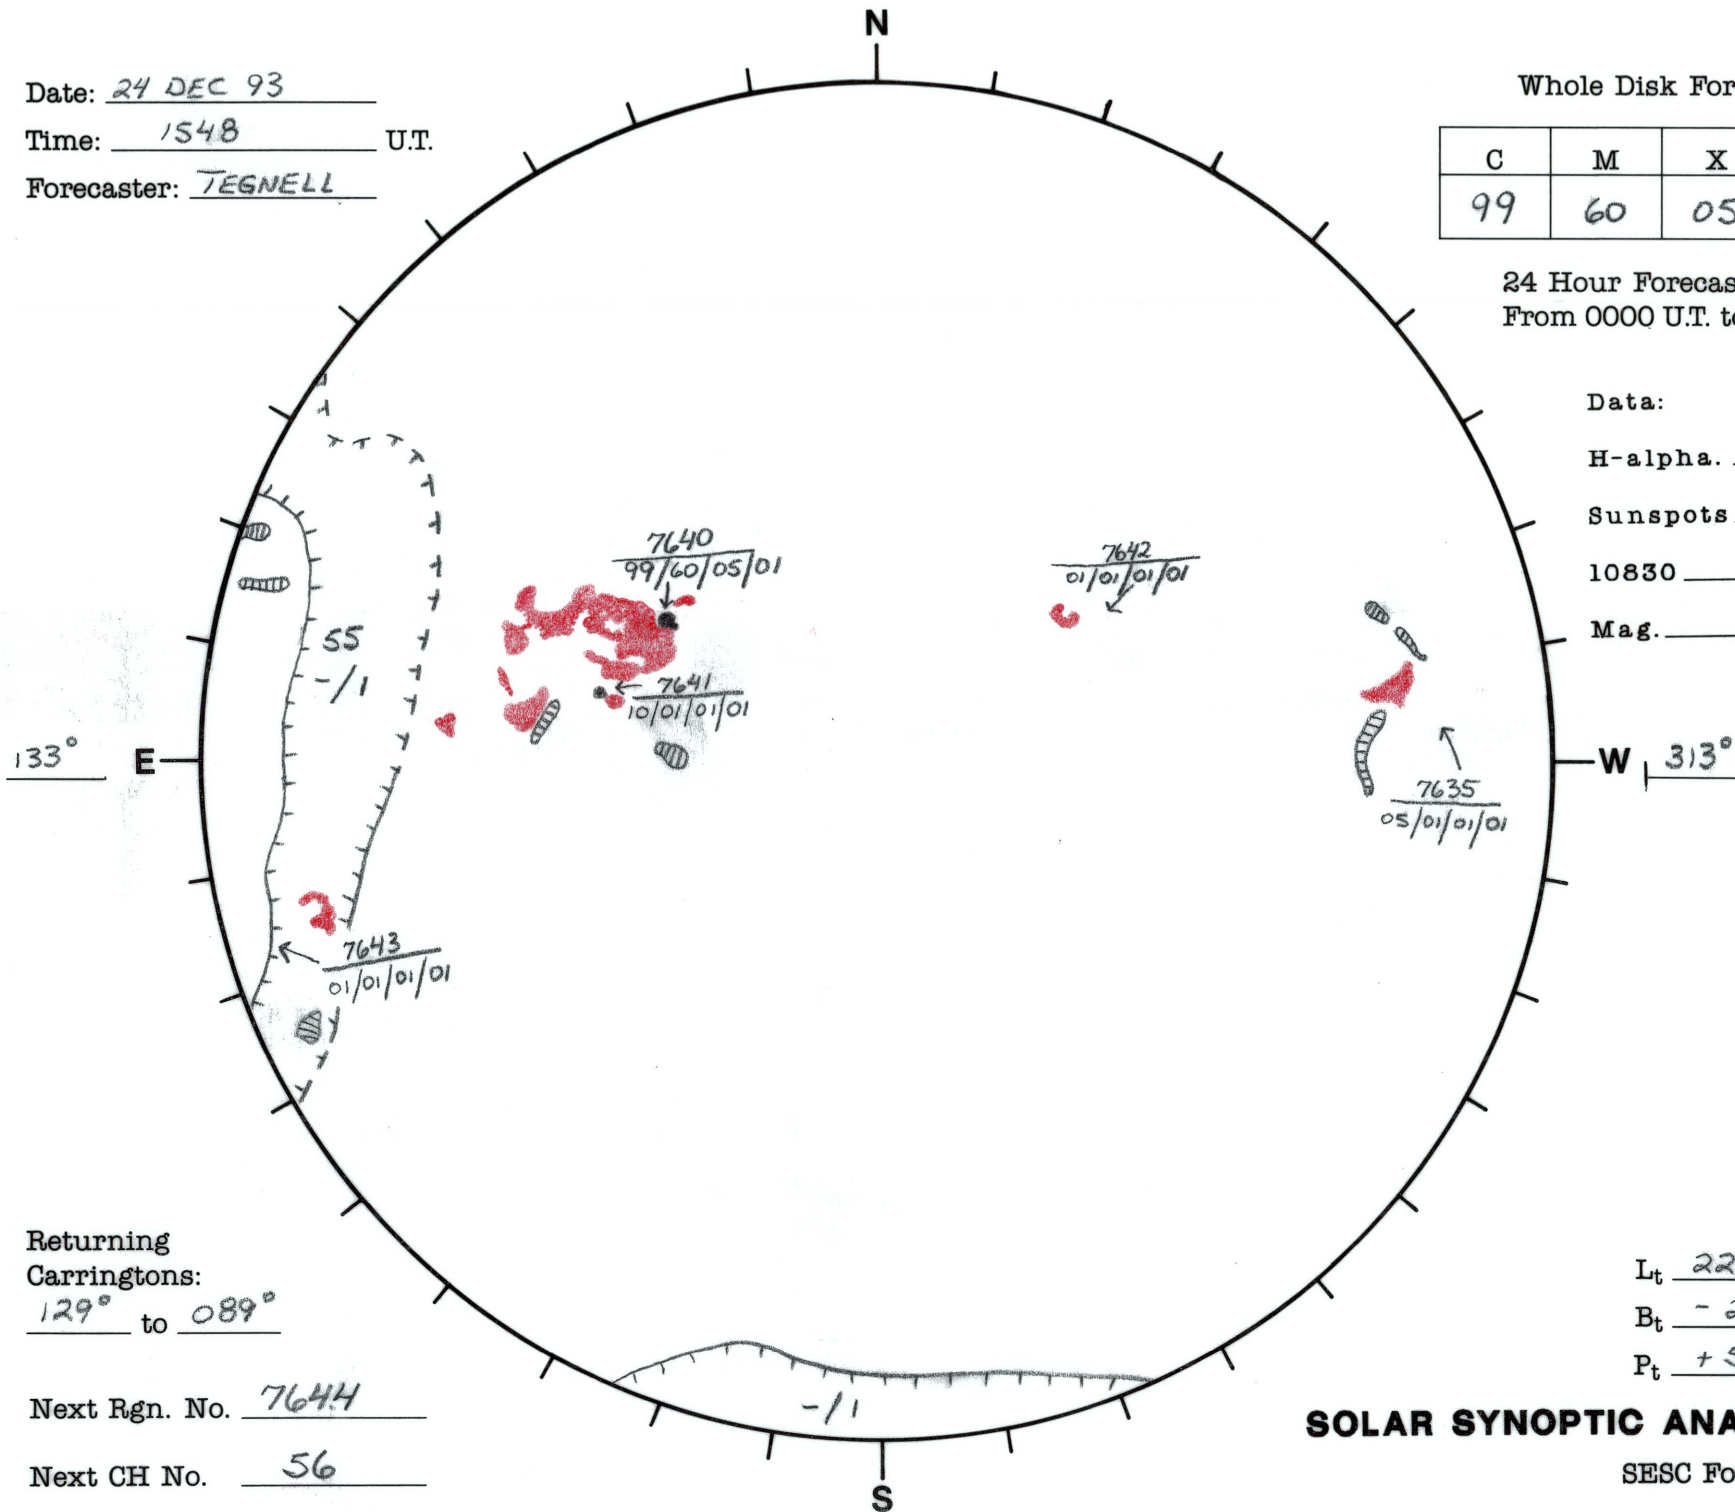 N
Date: 24 DEC 93
Time: 1548 U.T.
Forecaster: TEGNELL
Whole Disk For
C M X
99 60 05
24 Hour Forecas
From 0000 U.T. to
Data:
H-alpha.
Sunspots
10830
Mag.
7640
99/60/05/01
7642
01/01/01/01
55
-/1
7641
10/01/01/01
133° E
W 313°
7635
05/01/01/01
7643
01/01/01/01
Returning
Carringtons:
129° to 089°
Next Rgn. No. 7644
Next CH No. 56
-/1
S
Lt 22
Bt -
Pt +5
SOLAR SYNOPTIC ANA
SESC Fo